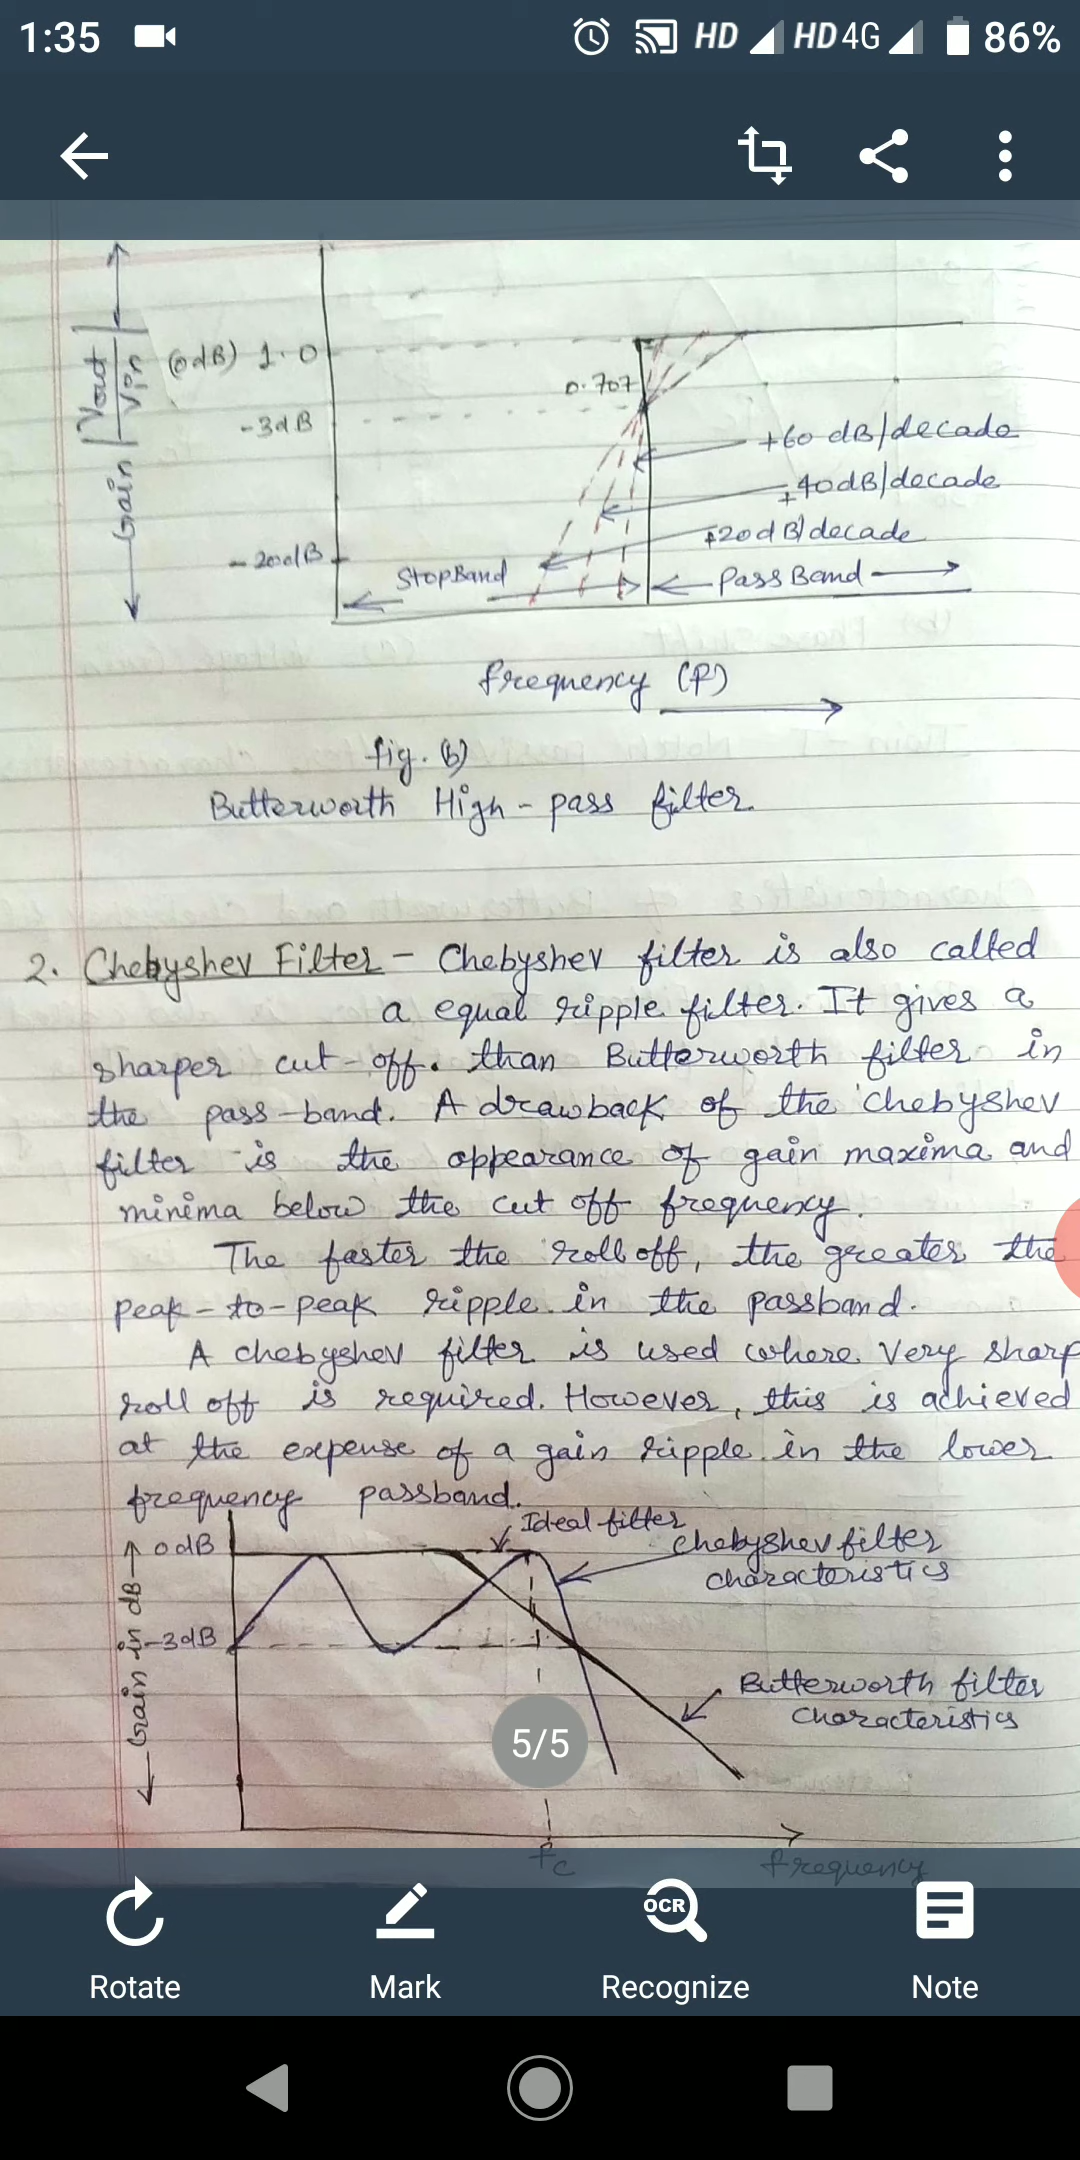 1:35 HD HD 4G 86%
(0dB) 1.0
0.707
-3dB
Gain |Vout/Vin|
+60 dB/decade
+40dB/decade
+20dB/decade
-20dB
StopBand
Pass Band
frequency (f)
fig. (b)
Butterworth High-pass filter.
2. Chebyshev Filter - Chebyshev filter is also called
a equal ripple filter. It gives a
sharper cut-off. than Butterworth filter in
the pass-band. A drawback of the chebyshev
filter is the appearance of gain maxima and
minima below the cut off frequency.
The faster the roll off, the greater the
peak-to-peak ripple in the passband.
A chebyshev filter is used where very sharp
roll off is required. However, this is achieved
at the expense of a gain ripple in the lower
frequency passband.
Ideal filter
0dB
Chebyshev filter
characteristics
-3dB
Gain in dB
Butterworth filter
characteristics
5/5
fc
frequency
OCR
Rotate Mark Recognize Note